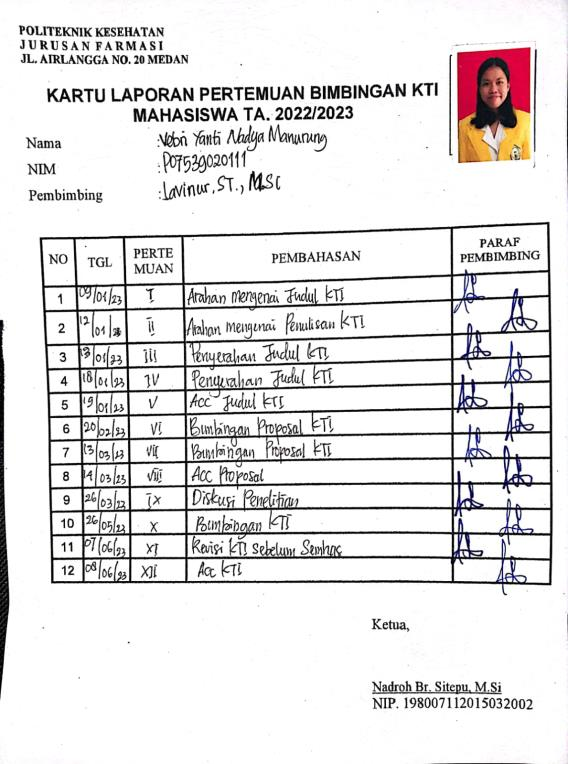 POLITEKNIK KESEHATAN
JURUSAN FARMASI
JL. AIRLANGGA NO. 20 MEDAN
KARTU LAPORAN PERTEMUAN BIMBINGAN KTI
MAHASISWA TA. 2022/2023
Nama : Vebri Yanti Nadya Manurung
NIM : P07539020111
Pembimbing : Lavinur, ST., M.Si
NO TGL PERTEMUAN PEMBAHASAN PARAF PEMBIMBING
1 09/01/23 I Arahan mengenai Judul KTI
2 12/01/23 II Arahan mengenai Penulisan KTI
3 13/01/23 III Penyerahan Judul KTI
4 18/01/23 IV Penyerahan Judul KTI
5 19/01/23 V Acc Judul KTI
6 20/02/23 VI Bimbingan Proposal KTI
7 13/03/23 VII Bimbingan Proposal KTI
8 14/03/23 VIII Acc Proposal
9 26/03/23 IX Diskusi Penelitian
10 26/05/23 X Bimbingan KTI
11 07/06/23 XI Revisi KTI Sebelum Semhas
12 08/06/23 XII Acc KTI
Ketua,
Nadroh Br. Sitepu, M.Si
NIP. 198007112015032002